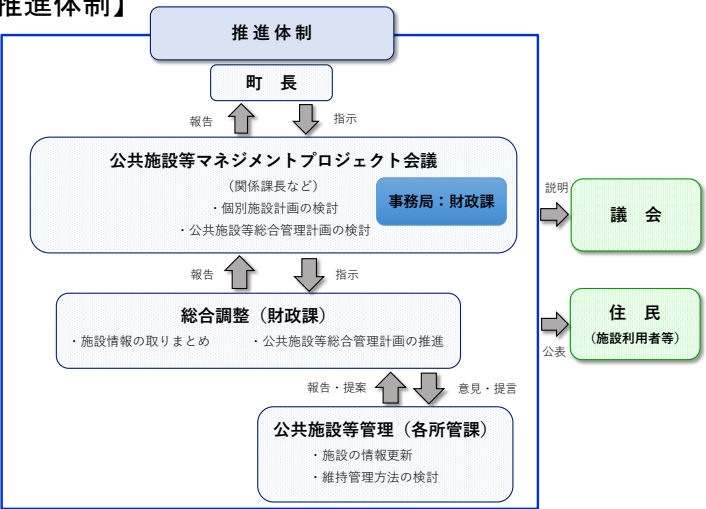 推進体制】
推進体制
町　長
報告
指示
公共施設等マネジメントプロジェクト会議
（関係課長など）
・個別施設計画の検討
・公共施設等総合管理計画の検討
事務局：財政課
説明
議　会
報告
指示
総合調整（財政課）
・施設情報の取りまとめ　・公共施設等総合管理計画の推進
公表
住　民
（施設利用者等）
報告・提案
意見・提言
公共施設等管理（各所管課）
・施設の情報更新
・維持管理方法の検討